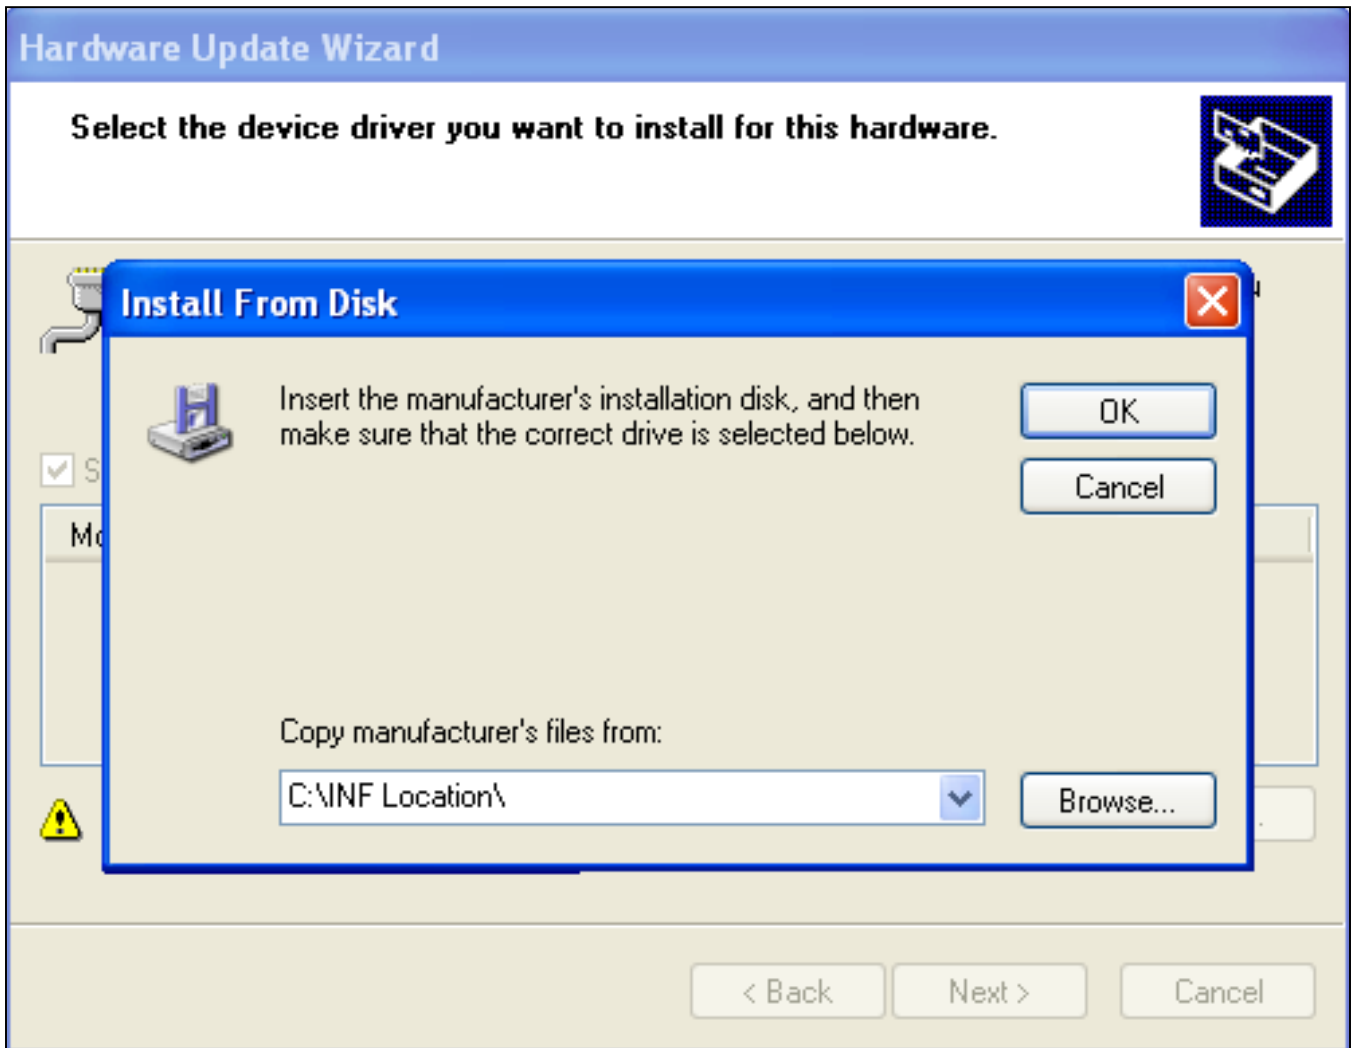 Hardware Update Wizard
Select the device driver you want to install for this hardware.
Install From Disk
Insert the manufacturer's installation disk, and then
make sure that the correct drive is selected below.
OK
Cancel
Copy manufacturer's files from:
C:\INF Location\
Browse...
< Back
Next >
Cancel